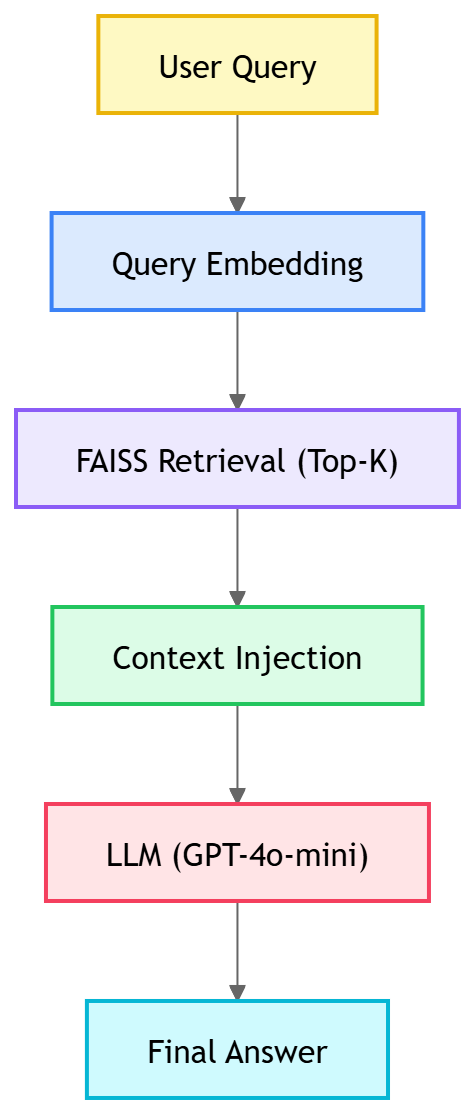 User Query
Query Embedding
FAISS Retrieval (Top-K)
Context Injection
LLM (GPT-4o-mini)
Final Answer